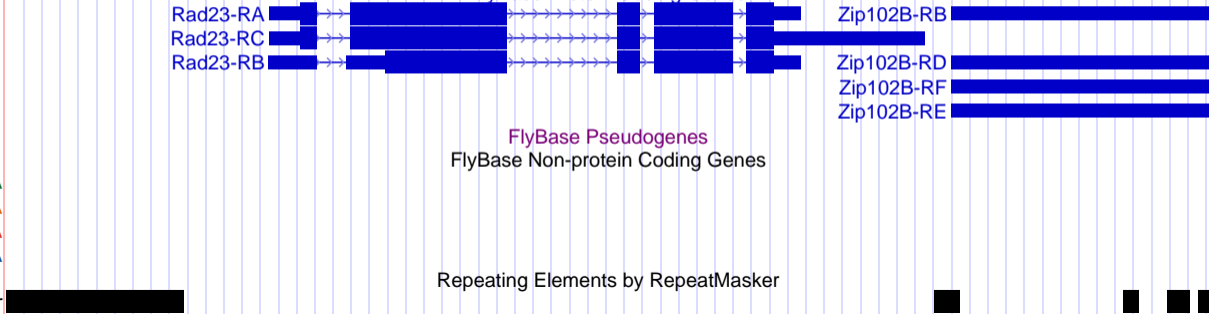 Rad23-RA Zip102B-RB
Rad23-RC
Rad23-RB Zip102B-RD
Zip102B-RF
Zip102B-RE
FlyBase Pseudogenes
FlyBase Non-protein Coding Genes
Repeating Elements by RepeatMasker